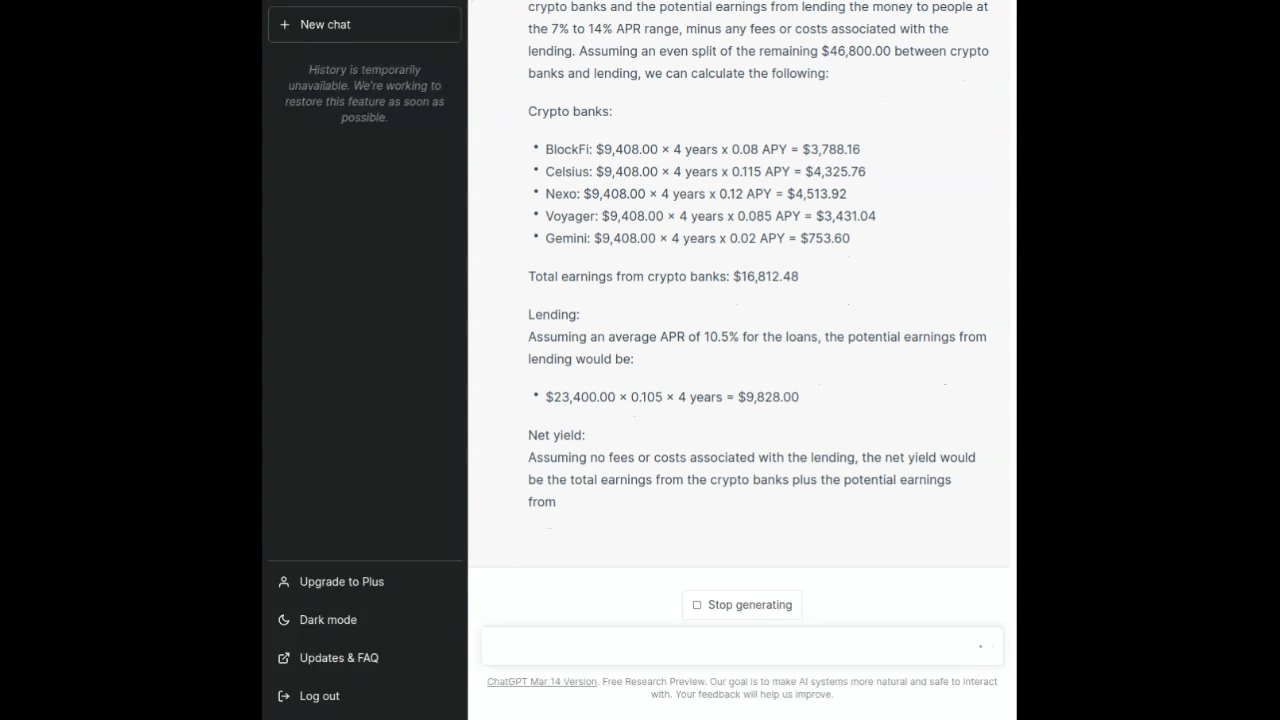 New chat
History is temporarily
unavailable. We're working to
restore this feature as soon as
possible.
Upgrade to Plus
Dark mode
Updates & FAQ
Log out
crypto banks and the potential earnings from lending the money to people at
the 7% to 14% APR range, minus any fees or costs associated with the
lending. Assuming an even split of the remaining $46,800.00 between crypto
banks and lending, we can calculate the following:
Crypto banks:
• BlockFi: $9,408.00 × 4 years x 0.08 APY = $3,788.16
• Celsius: $9,408.00 × 4 years x 0.115 APY = $4,325.76
• Nexo: $9,408.00 × 4 years x 0.12 APY = $4,513.92
• Voyager: $9,408.00 × 4 years x 0.085 APY = $3,431.04
• Gemini: $9,408.00 × 4 years x 0.02 APY = $753.60
Total earnings from crypto banks: $16,812.48
Lending:
Assuming an average APR of 10.5% for the loans, the potential earnings from
lending would be:
• $23,400.00 × 0.105 × 4 years = $9,828.00
Net yield:
Assuming no fees or costs associated with the lending, the net yield would
be the total earnings from the crypto banks plus the potential earnings
from
Stop generating
ChatGPT Mar 14 Version. Free Research Preview. Our goal is to make AI systems more natural and safe to interact
with. Your feedback will help us improve.